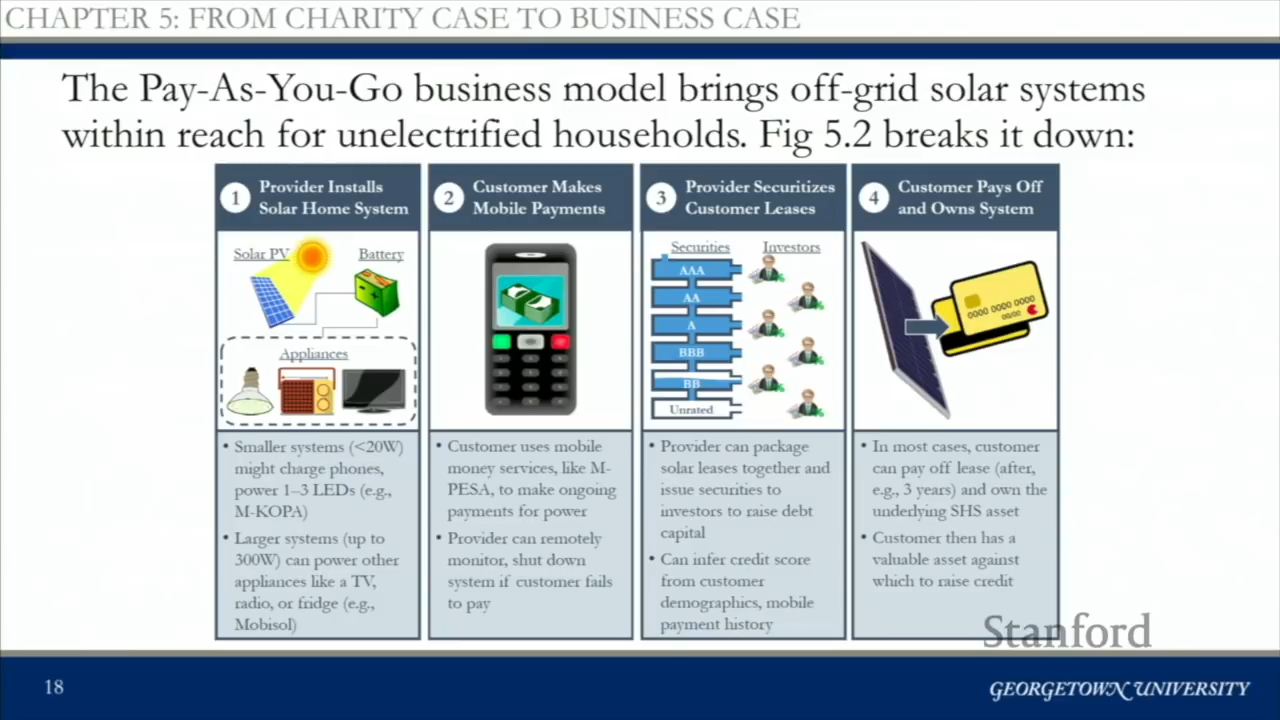 CHAPTER 5: FROM CHARITY CASE TO BUSINESS CASE
The Pay-As-You-Go business model brings off-grid solar systems
within reach for unelectrified households. Fig 5.2 breaks it down:
1
Provider Installs
Solar Home System
Solar PV
Battery
Appliances
• Smaller systems (<20W)
might charge phones,
power 1–3 LEDs (e.g.,
M-KOPA)
• Larger systems (up to
300W) can power other
appliances like a TV,
radio, or fridge (e.g.,
Mobisol)
2
Customer Makes
Mobile Payments
• Customer uses mobile
money services, like M-
PESA, to make ongoing
payments for power
• Provider can remotely
monitor, shut down
system if customer fails
to pay
3
Provider Securitizes
Customer Leases
Securities
Investors
AAA
AA
A
BBB
BB
Unrated
• Provider can package
solar leases together and
issue securities to
investors to raise debt
capital
• Can infer credit score
from customer
demographics, mobile
payment history
4
Customer Pays Off
and Owns System
0000 0000 0000
00/00
• In most cases, customer
can pay off lease (after,
e.g., 3 years) and own the
underlying SHS asset
• Customer then has a
valuable asset against
which to raise credit
Stanford
18
GEORGETOWN UNIVERSITY